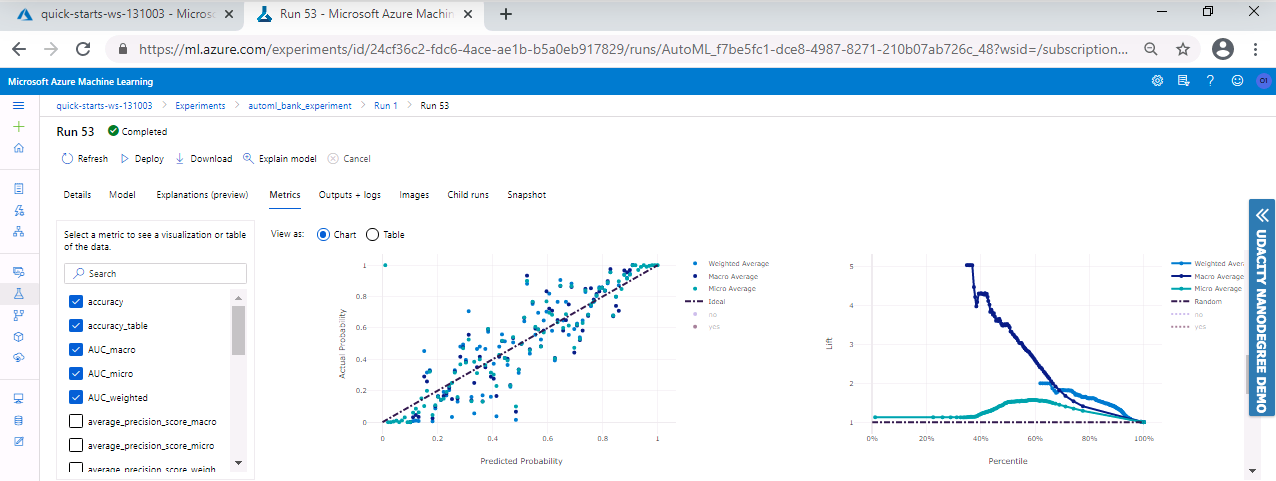 quick-starts-ws-131003 - Micros
Run 53 - Microsoft Azure Machin
https://ml.azure.com/experiments/id/24cf36c2-fdc6-4ace-ae1b-b5a0eb917829/runs/AutoML_f7be5fc1-dce8-4987-8271-210b07ab726c_48?wsid=/subscription...
Microsoft Azure Machine Learning
OI
quick-starts-ws-131003 > Experiments > automl_bank_experiment > Run 1 > Run 53
Run 53 Completed
Refresh Deploy Download Explain model Cancel
Details Model Explanations (preview) Metrics Outputs + logs Images Child runs Snapshot
Select a metric to see a visualization or table
of the data.
Search
accuracy
accuracy_table
AUC_macro
AUC_micro
AUC_weighted
average_precision_score_macro
average_precision_score_micro
average_precision_score_weigh
View as: Chart Table
1
0.8
0.6
0.4
0.2
0
Actual Probability
0 0.2 0.4 0.6 0.8 1
Predicted Probability
Weighted Average
Macro Average
Micro Average
Ideal
no
yes
5
4
3
2
1
Lift
0% 20% 40% 60% 80% 100%
Percentile
Weighted Aver
Macro Average
Micro Average
Random
no
yes
UDACITY NANODEGREE DEMO